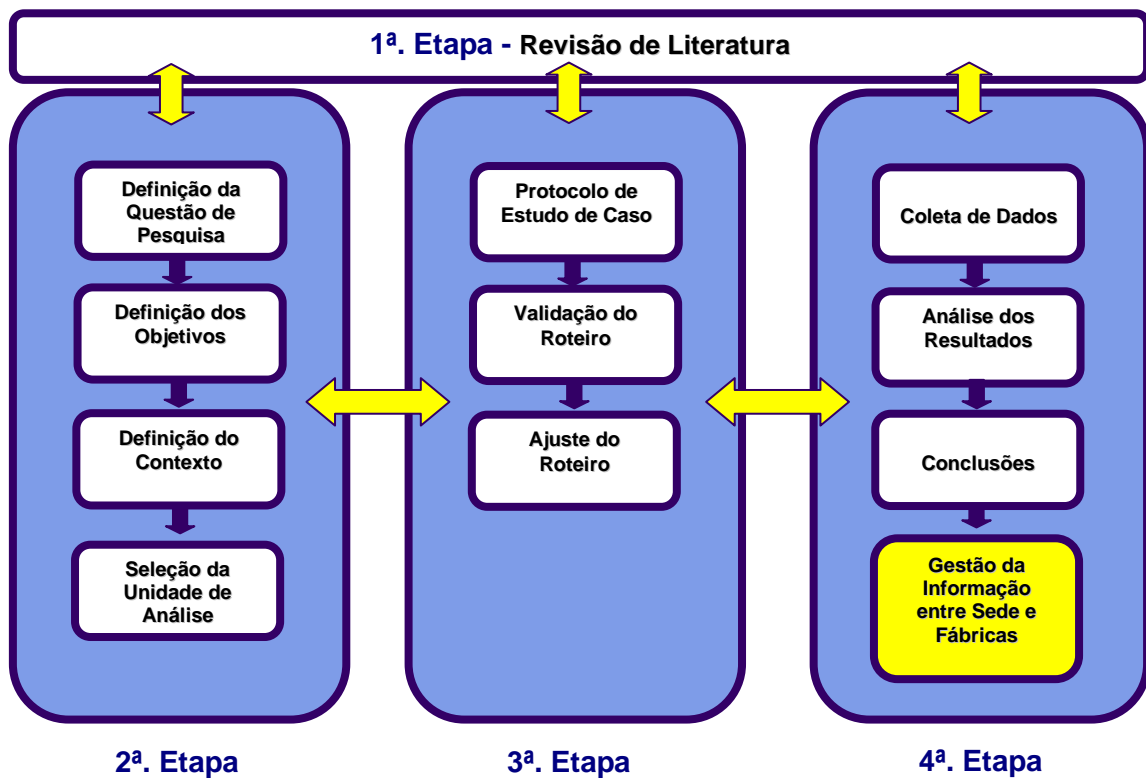 1ª. Etapa - Revisão de Literatura
Definição da
Questão de
Pesquisa
Definição dos
Objetivos
Definição do
Contexto
Seleção da
Unidade de
Análise
2ª. Etapa
Protocolo de
Estudo de Caso
Validação do
Roteiro
Ajuste do
Roteiro
3ª. Etapa
Coleta de Dados
Análise dos
Resultados
Conclusões
Gestão da
Informação
entre Sede e
Fábricas
4ª. Etapa